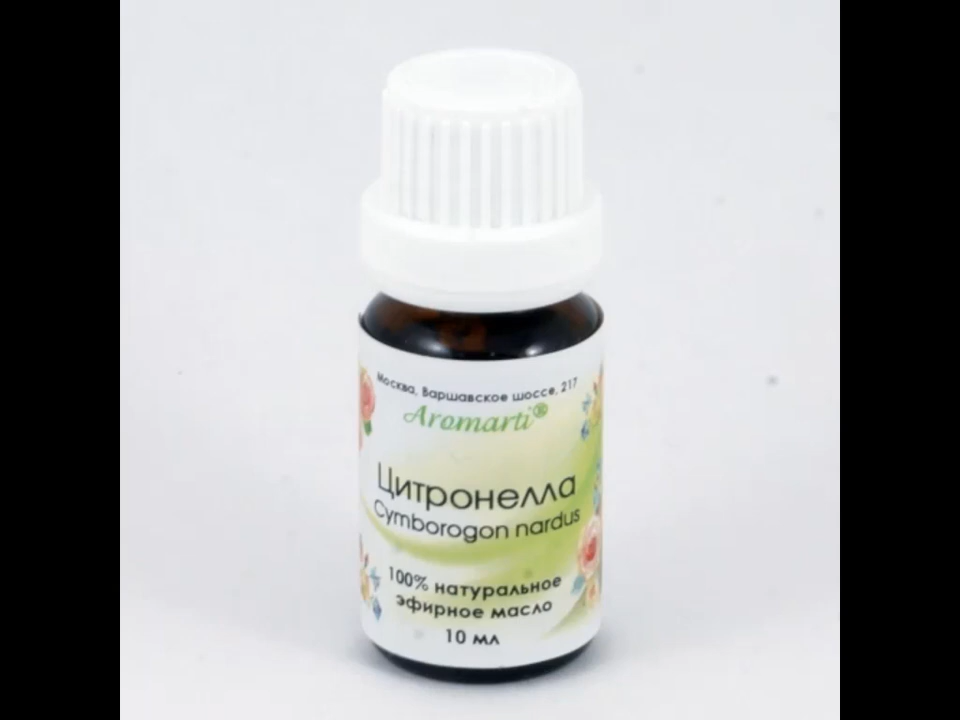 Москва, Варшавское шоссе, 217
Aromarti®
Цитронелла
Cymborogon nardus
100% натуральное
эфирное масло
10 мл